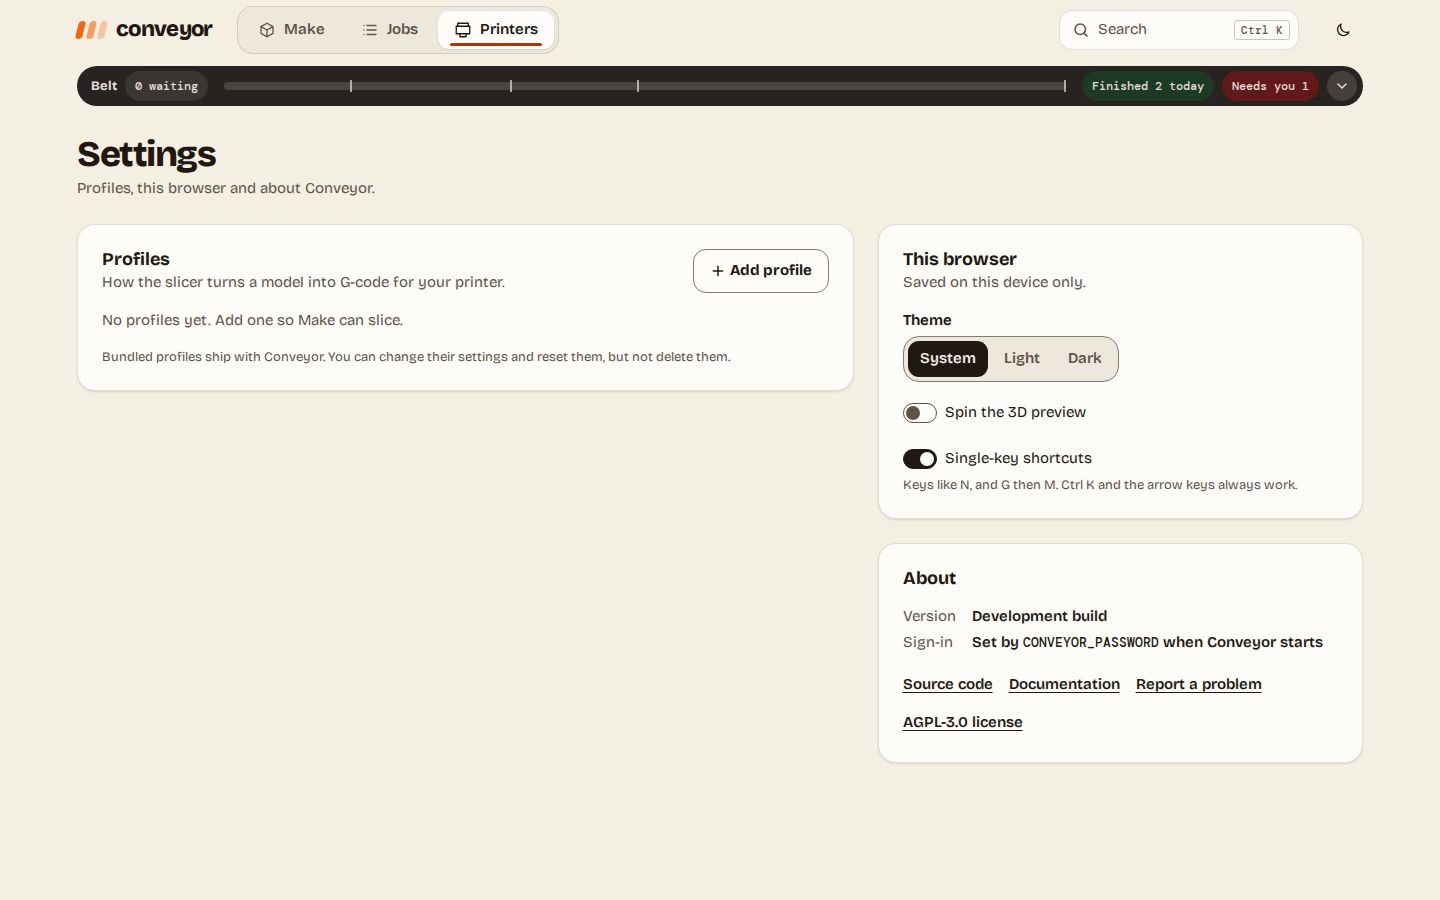 conveyor
Make
Jobs
Printers
Search
Ctrl K
Belt
0 waiting
Finished 2 today
Needs you 1
Settings
Profiles, this browser and about Conveyor.
Profiles
How the slicer turns a model into G-code for your printer.
Add profile
No profiles yet. Add one so Make can slice.
Bundled profiles ship with Conveyor. You can change their settings and reset them, but not delete them.
This browser
Saved on this device only.
Theme
System
Light
Dark
Spin the 3D preview
Single-key shortcuts
Keys like N, and G then M. Ctrl K and the arrow keys always work.
About
Version Development build
Sign-in Set by CONVEYOR_PASSWORD when Conveyor starts
Source code Documentation Report a problem
AGPL-3.0 license